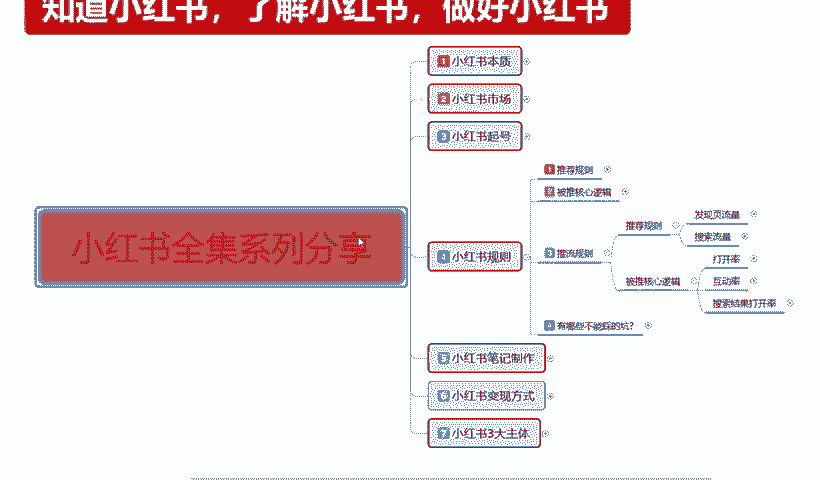 知道小红书，了解小红书，做好小红书
小红书全集系列分享
1 小红书本质
2 小红书市场
3 小红书起号
4 小红书规则
1 推荐规则
2 被推核心逻辑
3 推流规则
推荐规则
发现页流量
搜索流量
被推核心逻辑
打开率
互动率
搜索结果打开率
4 有哪些不能踩的坑?
5 小红书笔记制作
6 小红书变现方式
7 小红书3大主体